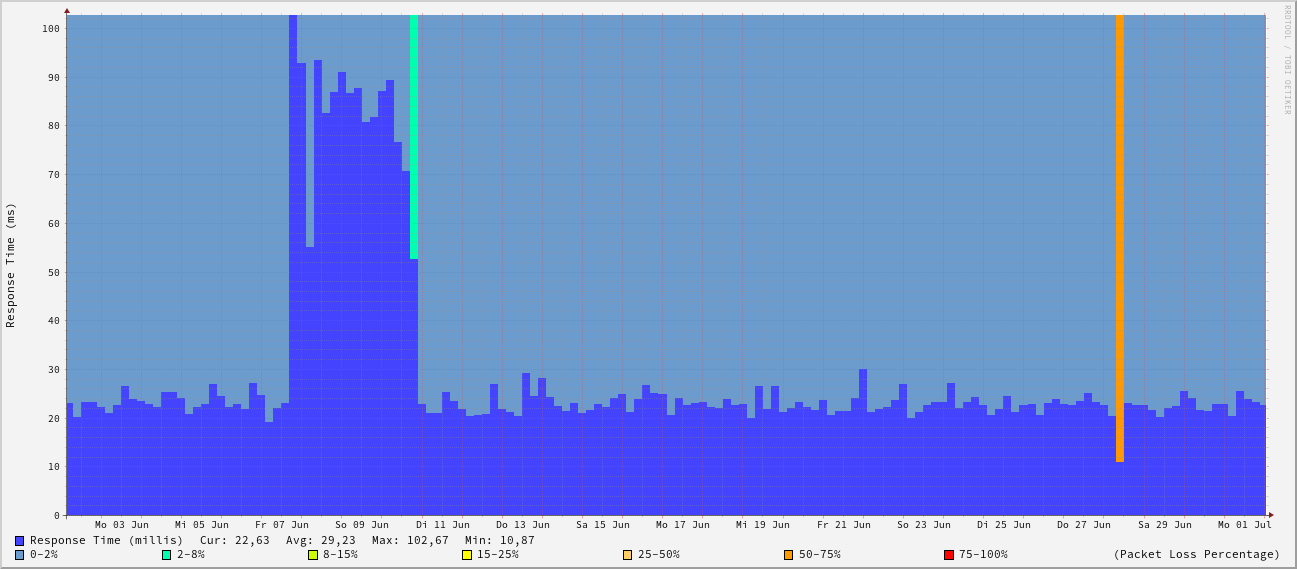 RRDTOOL / TOBI OETIKER
Response Time (ms)
100
90
80
70
60
50
40
30
20
10
0
Mo 03 Jun Mi 05 Jun Fr 07 Jun So 09 Jun Di 11 Jun Do 13 Jun Sa 15 Jun Mo 17 Jun Mi 19 Jun Fr 21 Jun So 23 Jun Di 25 Jun Do 27 Jun Sa 29 Jun Mo 01 Jul
Response Time (millis) Cur: 22,63 Avg: 29,23 Max: 102,67 Min: 10,87
0-2% 2-8% 8-15% 15-25% 25-50% 50-75% 75-100% (Packet Loss Percentage)